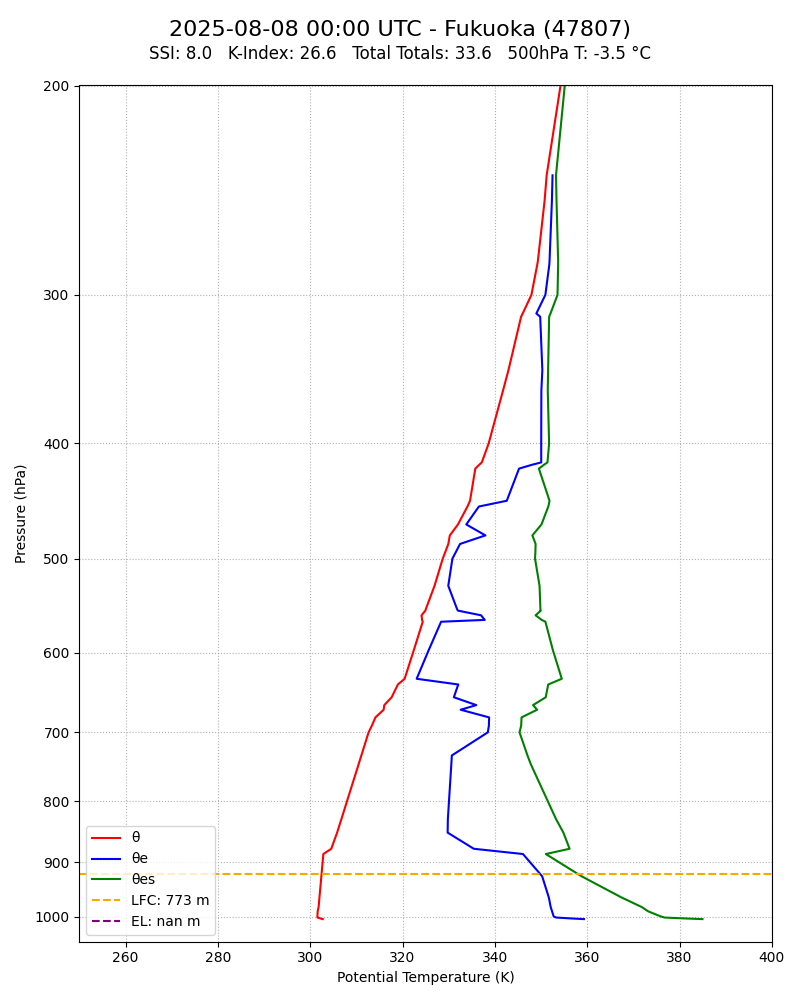 2025-08-08 00:00 UTC - Fukuoka (47807)
SSI: 8.0   K-Index: 26.6   Total Totals: 33.6   500hPa T: -3.5 °C
200
300
400
500
600
700
800
900
1000
Pressure (hPa)
θ
θe
θes
LFC: 773 m
EL: nan m
260
280
300
320
340
360
380
400
Potential Temperature (K)